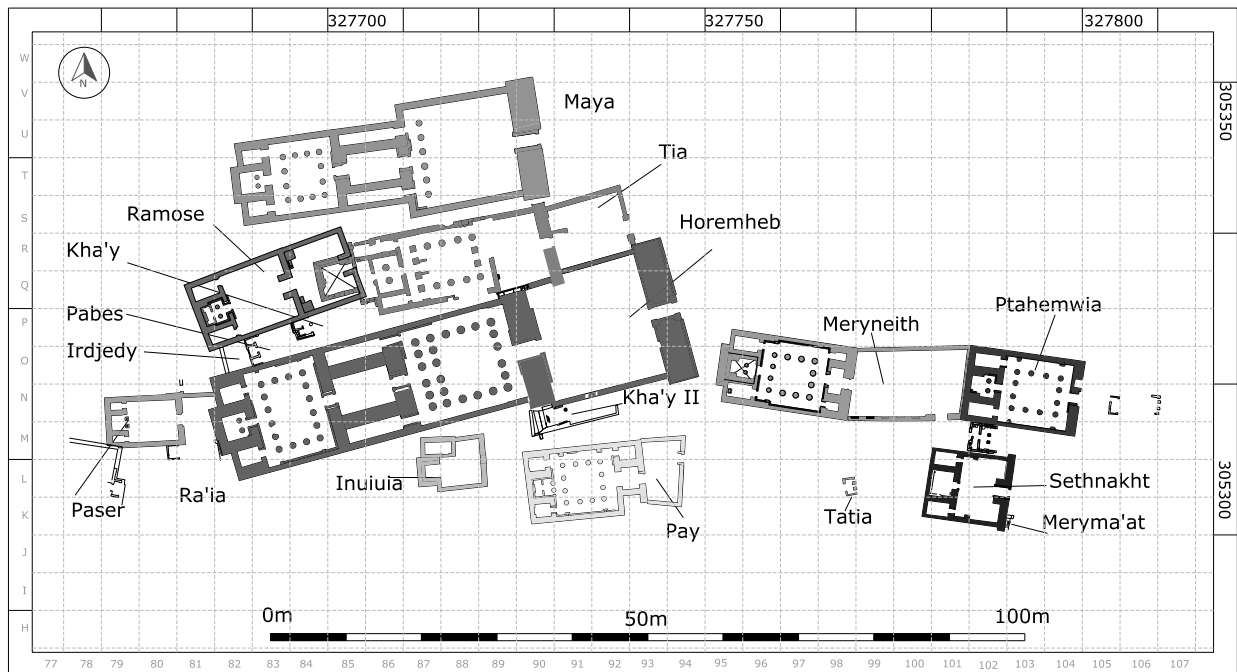 327700
327750
327800
W
V
U
T
S
R
Q
P
O
N
M
L
K
J
I
H
305350
305300
N
Maya
Tia
Horemheb
Ramose
Kha'y
Pabes
Irdjedy
Ptahemwia
Meryneith
Kha'y II
Inuiuia
Ra'ia
Paser
Pay
Tatia
Sethnakht
Meryma'at
0m
50m
100m
77 78 79 80 81 82 83 84 85 86 87 88 89 90 91 92 93 94 95 96 97 98 99 100 101 102 103 104 105 106 107